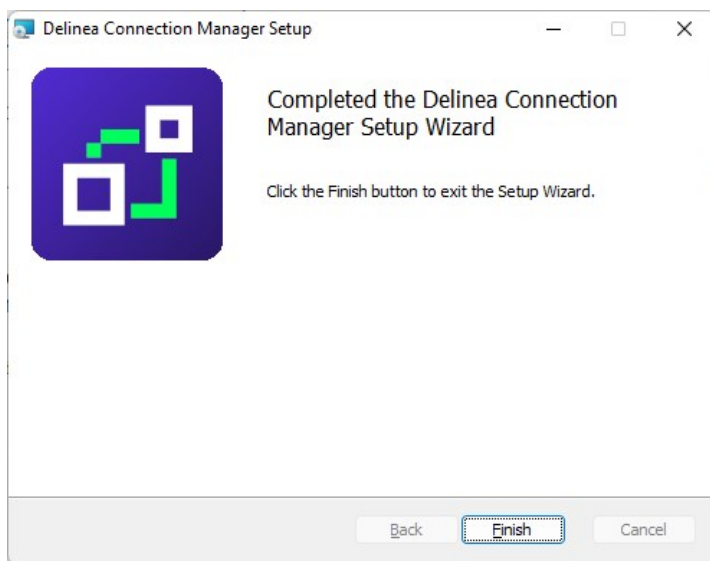 Delinea Connection Manager Setup
Completed the Delinea Connection
Manager Setup Wizard
Click the Finish button to exit the Setup Wizard.
Back Finish Cancel